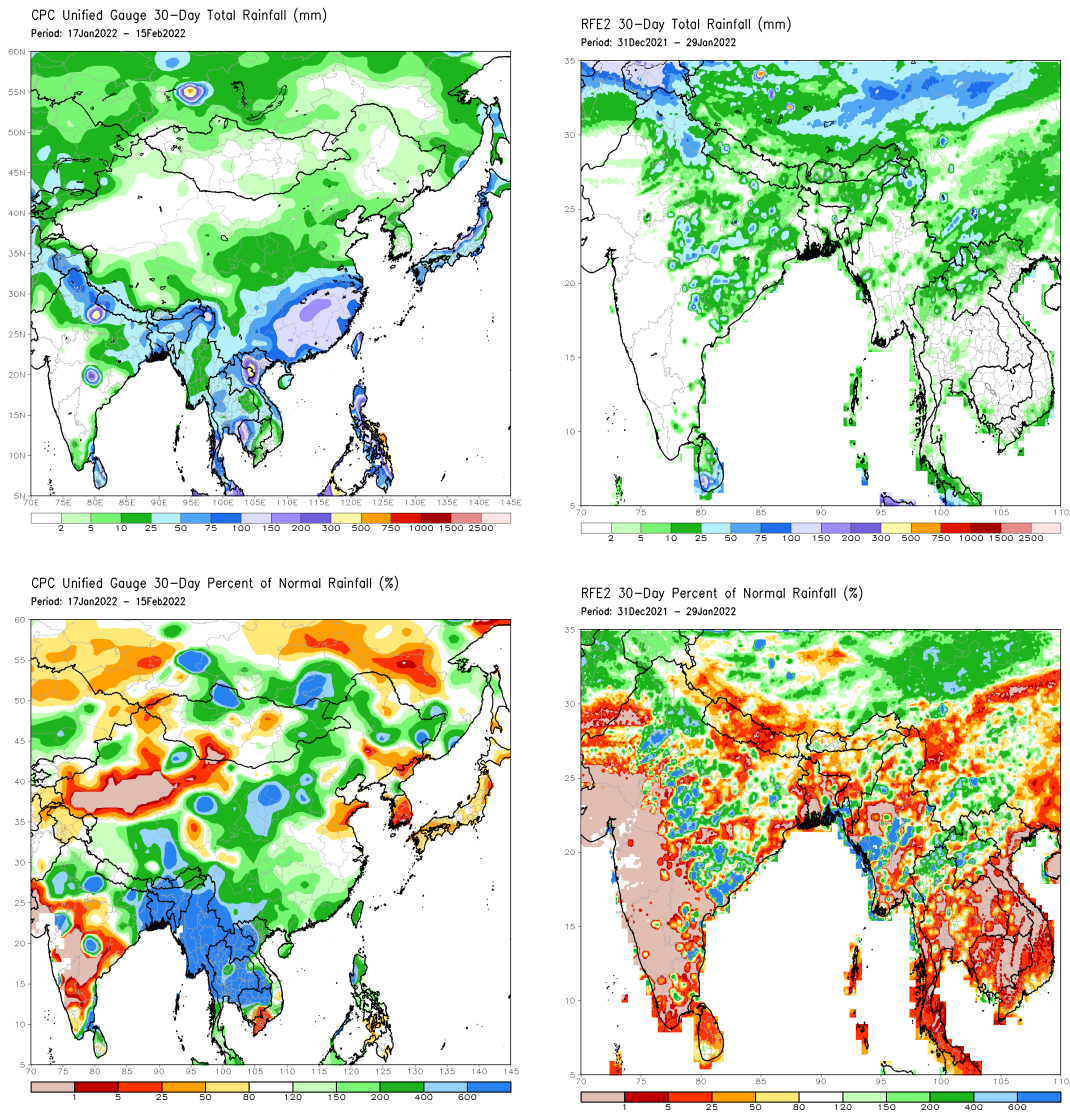 CPC Unified Gauge 30-Day Total Rainfall (mm)
Period: 17Jan2022 - 15Feb2022
60N
55N
50N
45N
40N
35N
30N
25N
20N
15N
10N
5N
70E 75E 80E 85E 90E 95E 100E 105E 110E 115E 120E 125E 130E 135E 140E 145E
2 5 10 25 50 75 100 150 200 300 500 750 1000 1500 2500
RFE2 30-Day Total Rainfall (mm)
Period: 31Dec2021 - 29Jan2022
35
30
25
20
15
10
5
70 75 80 85 90 95 100 105 110
2 5 10 25 50 75 100 150 200 300 500 750 1000 1500 2500
CPC Unified Gauge 30-Day Percent of Normal Rainfall (%)
Period: 17Jan2022 - 15Feb2022
60
55
50
45
40
35
30
25
20
15
10
5
70 75 80 85 90 95 100 105 110 115 120 125 130 135 140 145
1 5 25 50 80 120 150 200 400 600
RFE2 30-Day Percent of Normal Rainfall (%)
Period: 31Dec2021 - 29Jan2022
35
30
25
20
15
10
5
70 75 80 85 90 95 100 105 110
1 5 25 50 80 120 150 200 400 600